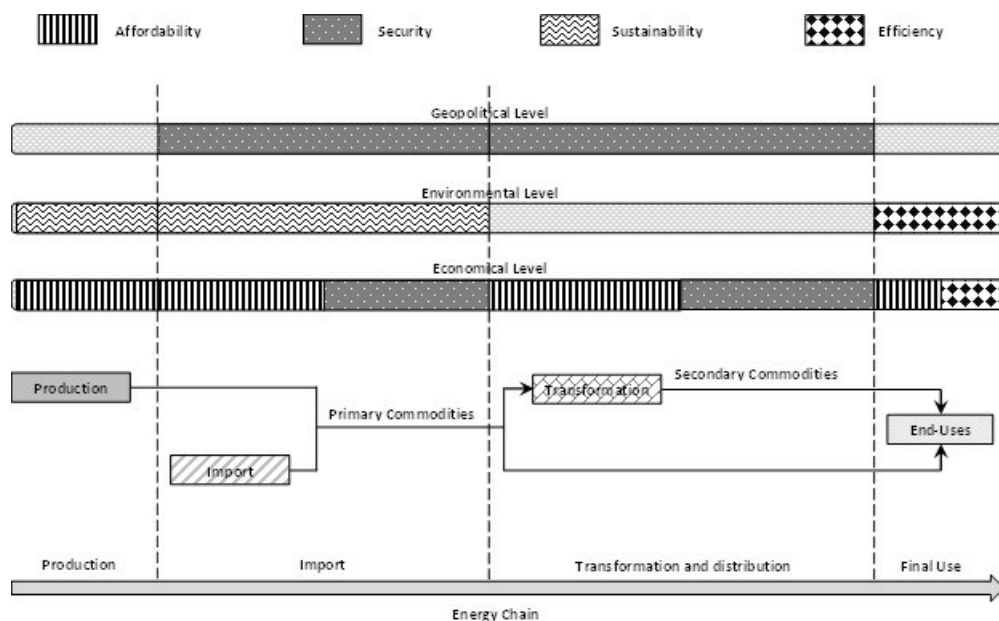 Affordability Security Sustainability Efficiency
Geopolitical Level
Environmental Level
Economical Level
Production
Primary Commodities
Import
Transformation
Secondary Commodities
End-Uses
Production Import Transformation and distribution Final Use
Energy Chain